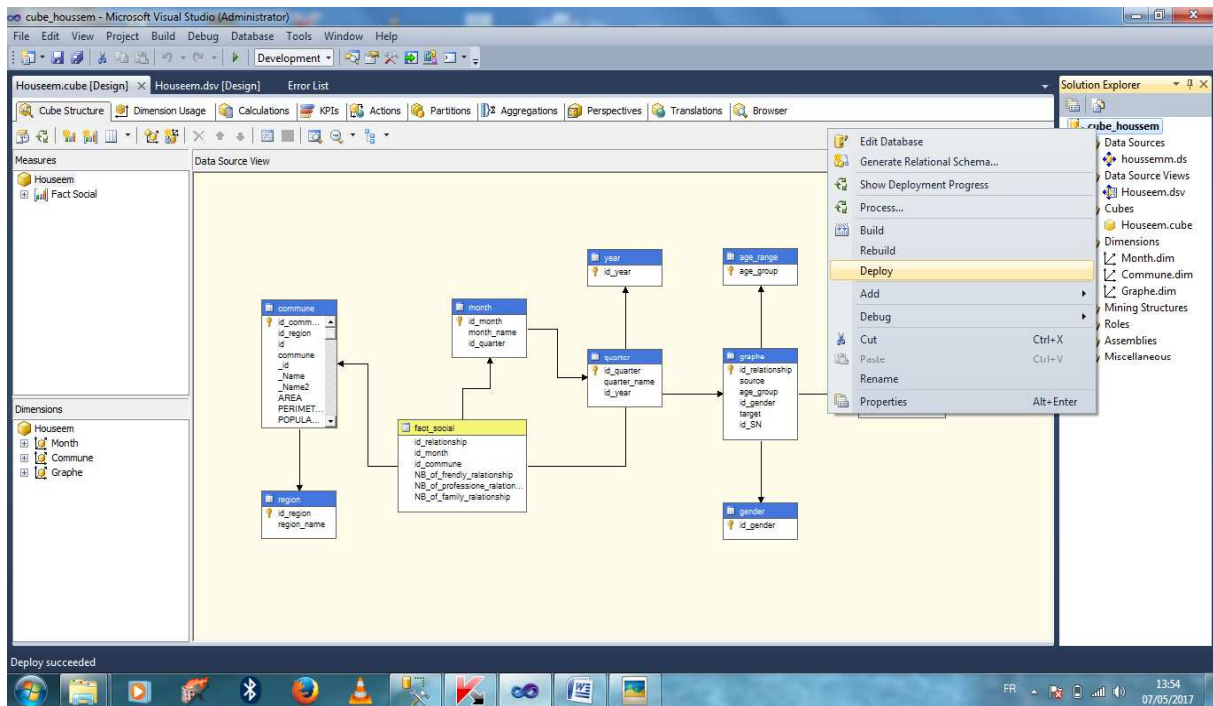 cube_houssem - Microsoft Visual Studio (Administrator)
File Edit View Project Build Debug Database Tools Window Help
Development
Houseem.cube [Design] Houseem.dsv [Design] Error List
Cube Structure Dimension Usage Calculations KPIs Actions Partitions Aggregations Perspectives Translations Browser
Measures
Houseem
Fact Social
Dimensions
Houseem
Month
Commune
Graphe
Data Source View
commune
id_comm...
id_region
id
commune
_id
_Name
_Name2
AREA
PERIMET...
POPULA...
region
id_region
region_name
month
id_month
month_name
id_quarter
fact_social
id_relationship
id_month
id_commune
NB_of_frendly_ralationship
NB_of_professione_ralation...
NB_of_family_ralationship
year
id_year
quarter
id_quarter
quarter_name
id_year
age_range
age_group
graphe
id_relationship
source
age_group
id_gender
target
id_SN
gender
id_gender
Edit Database
Generate Relational Schema...
Show Deployment Progress
Process...
Build
Rebuild
Deploy
Add
Debug
Cut Ctrl+X
Paste Ctrl+V
Rename
Properties Alt+Enter
Solution Explorer
cube_houssem
Data Sources
houssemm.ds
Data Source Views
Houseem.dsv
Cubes
Houseem.cube
Dimensions
Month.dim
Commune.dim
Graphe.dim
Mining Structures
Roles
Assemblies
Miscellaneous
Deploy succeeded
FR
13:54
07/05/2017